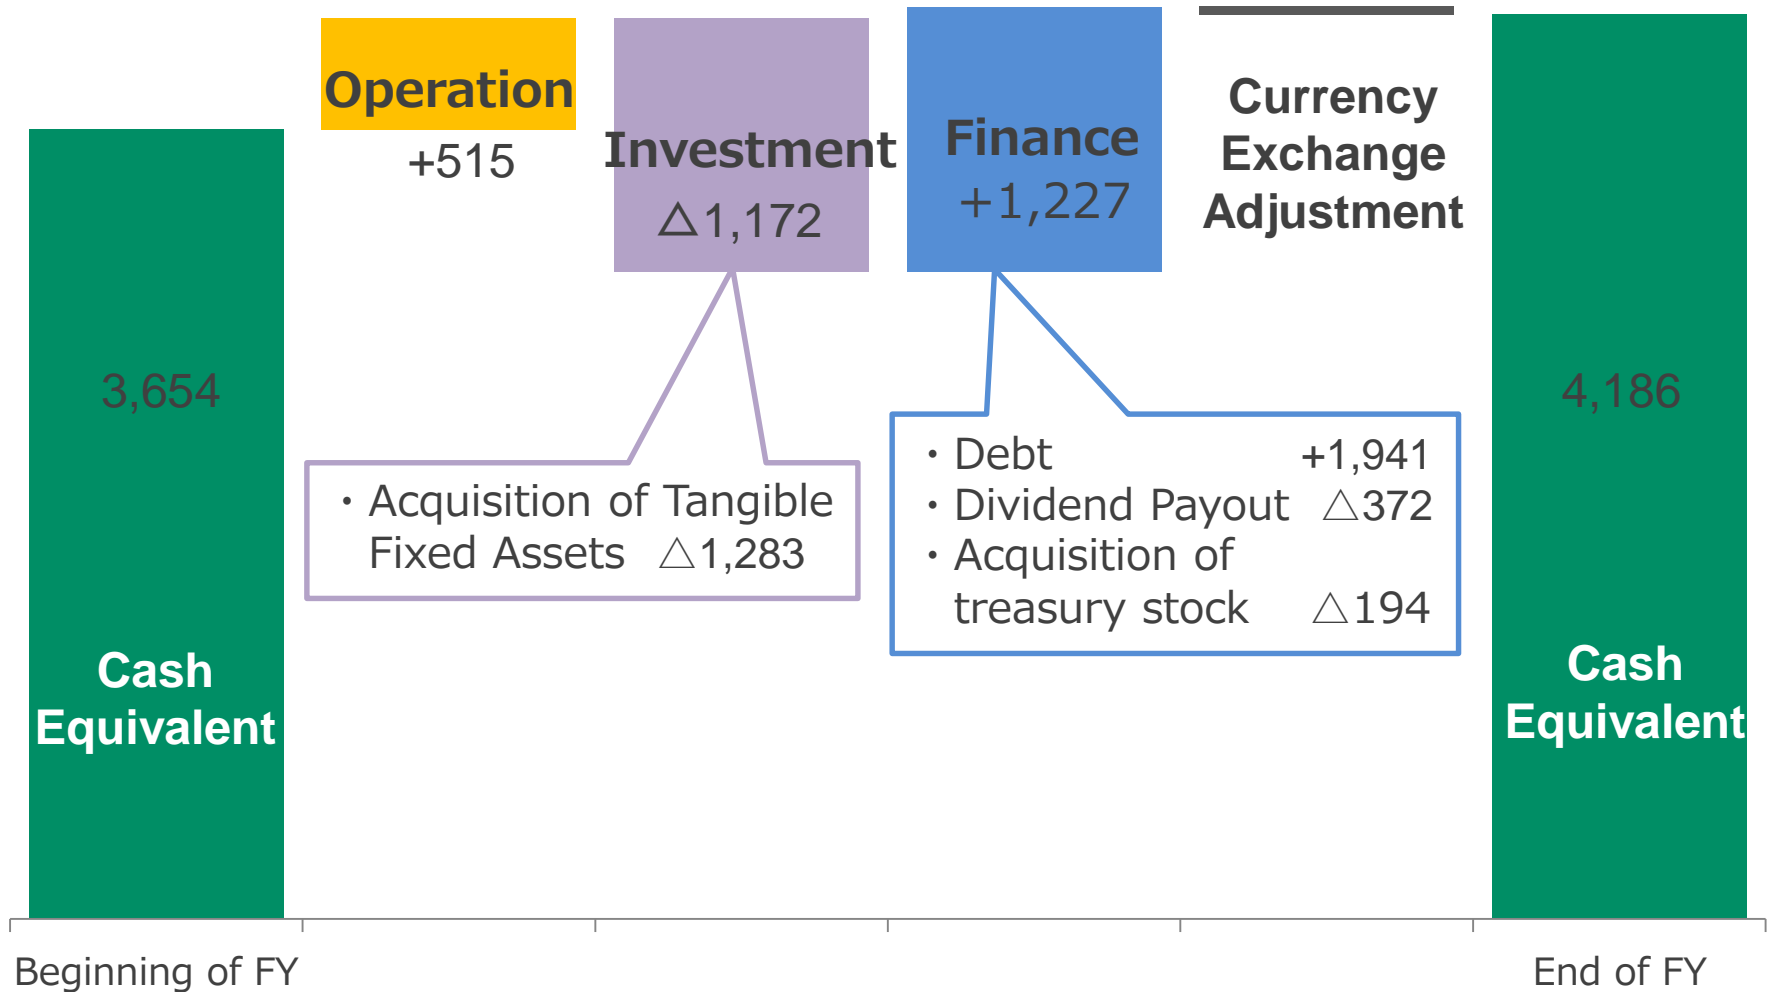 Operation
+515
Investment
△1,172
Finance
+1,227
Currency
Exchange
Adjustment
3,654
4,186
・Acquisition of Tangible
Fixed Assets △1,283
・Debt +1,941
・Dividend Payout △372
・Acquisition of
treasury stock △194
Cash
Equivalent
Cash
Equivalent
Beginning of FY
End of FY